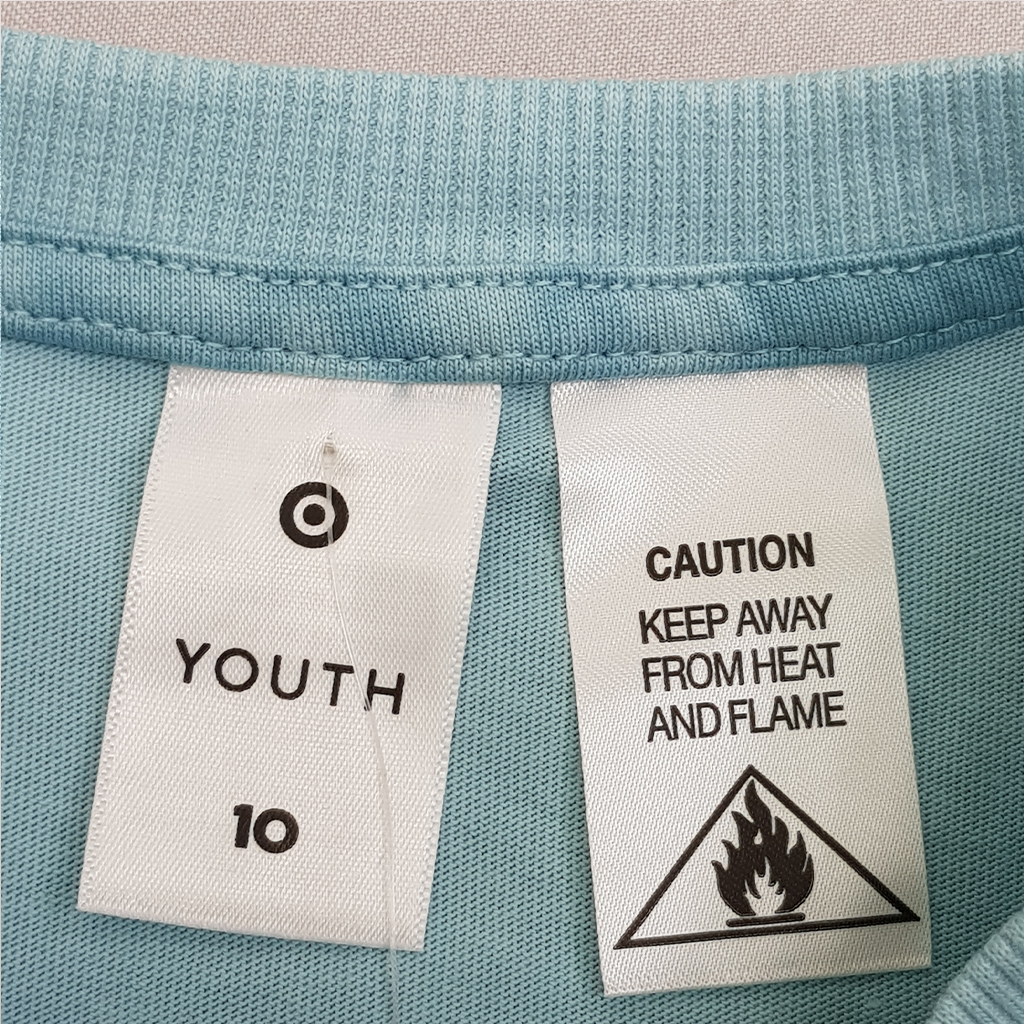 YOUTH
10
CAUTION
KEEP AWAY
FROM HEAT
AND FLAME